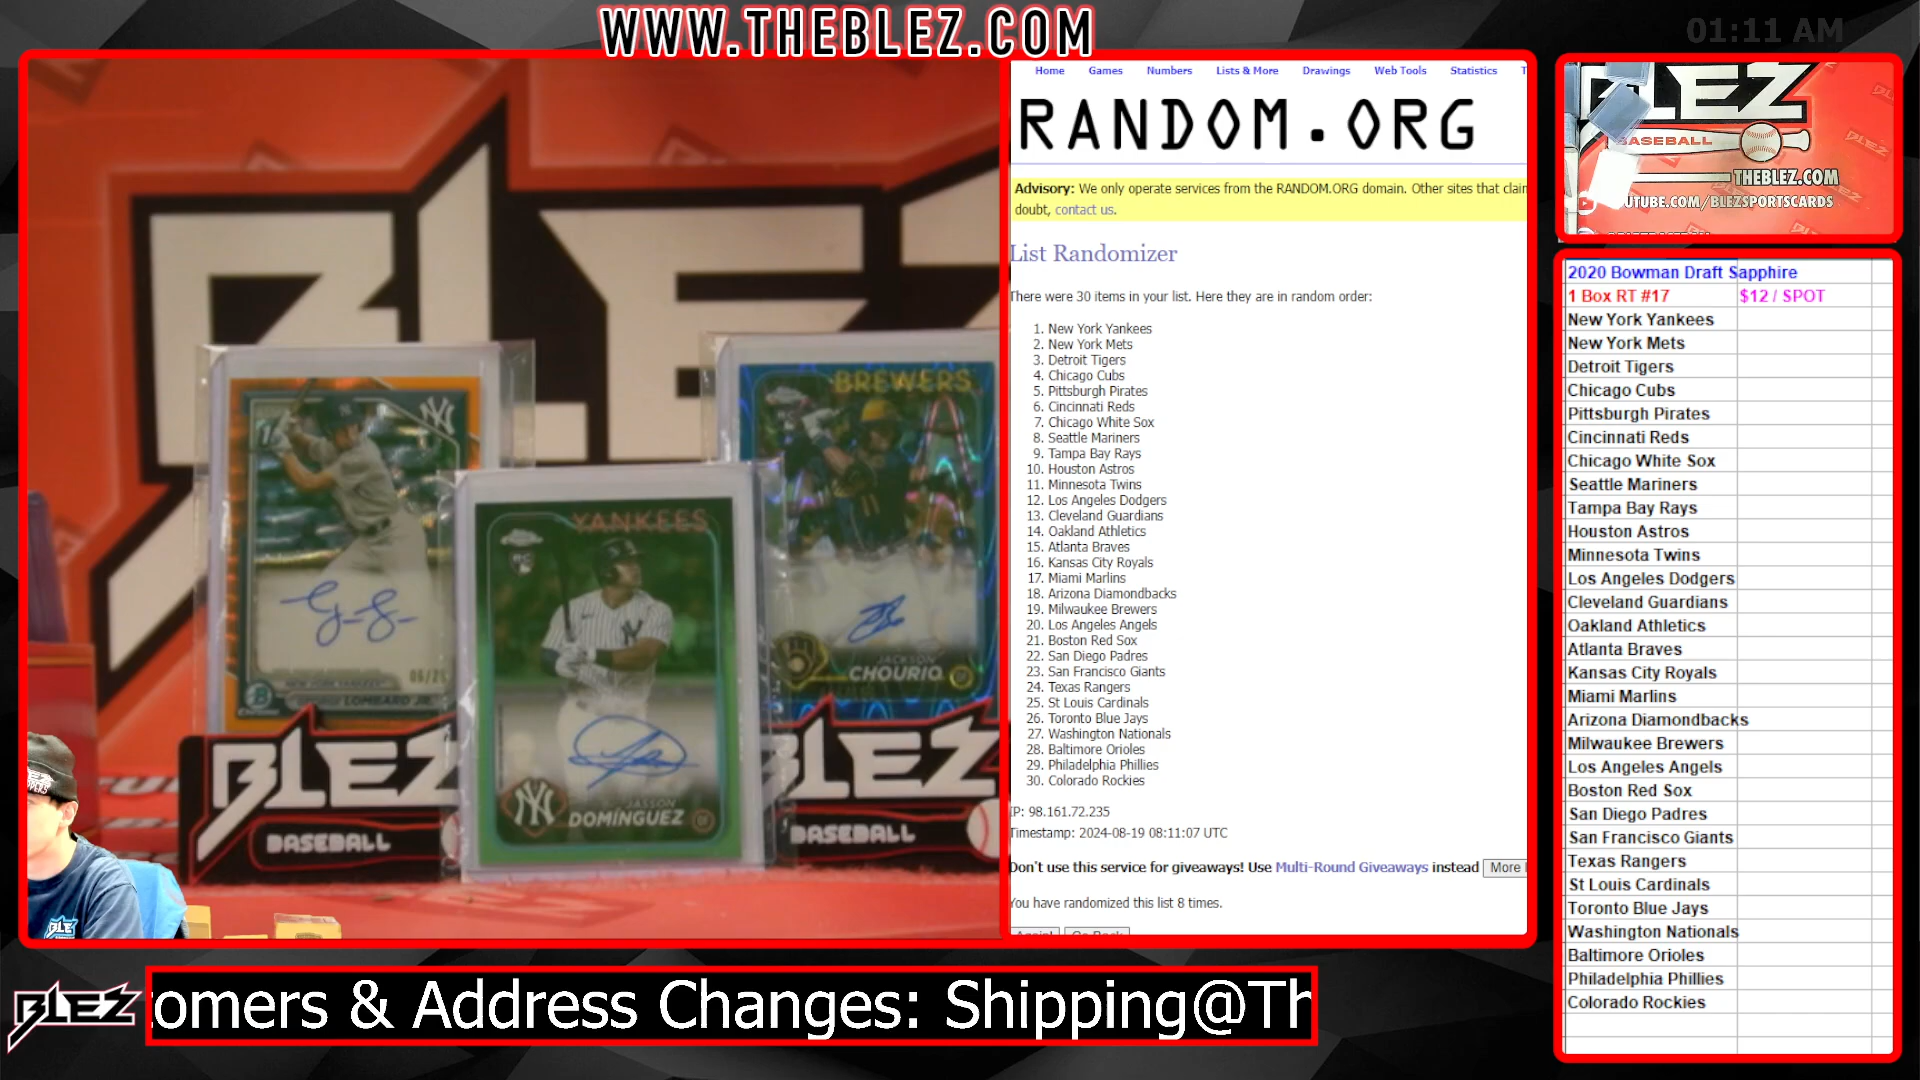 WWW.THEBLEZ.COM
01:11 AM
Home Games Numbers Lists & More Drawings Web Tools Statistics T
RANDOM.ORG
Advisory: We only operate services from the RANDOM.ORG domain. Other sites that clain
doubt, contact us.
List Randomizer
There were 30 items in your list. Here they are in random order:
1. New York Yankees
2. New York Mets
3. Detroit Tigers
4. Chicago Cubs
5. Pittsburgh Pirates
6. Cincinnati Reds
7. Chicago White Sox
8. Seattle Mariners
9. Tampa Bay Rays
10. Houston Astros
11. Minnesota Twins
12. Los Angeles Dodgers
13. Cleveland Guardians
14. Oakland Athletics
15. Atlanta Braves
16. Kansas City Royals
17. Miami Marlins
18. Arizona Diamondbacks
19. Milwaukee Brewers
20. Los Angeles Angels
21. Boston Red Sox
22. San Diego Padres
23. San Francisco Giants
24. Texas Rangers
25. St Louis Cardinals
26. Toronto Blue Jays
27. Washington Nationals
28. Baltimore Orioles
29. Philadelphia Phillies
30. Colorado Rockies
IP: 98.161.72.235
Timestamp: 2024-08-19 08:11:07 UTC
Don't use this service for giveaways! Use Multi-Round Giveaways instead More
You have randomized this list 8 times.
BLEZ
BREWERS
YANKEES
RC
JACKSON
CHOURIO
LOMBARD JR.
JASSON
DOMÍNGUEZ
BLEZ
BASEBALL
BLEZ
BASEBALL
BLEZ
BASEBALL
THEBLEZ.COM
UTUBE.COM/BLEZSPORTSCARDS
2020 Bowman Draft Sapphire
1 Box RT #17 $12 / SPOT
New York Yankees
New York Mets
Detroit Tigers
Chicago Cubs
Pittsburgh Pirates
Cincinnati Reds
Chicago White Sox
Seattle Mariners
Tampa Bay Rays
Houston Astros
Minnesota Twins
Los Angeles Dodgers
Cleveland Guardians
Oakland Athletics
Atlanta Braves
Kansas City Royals
Miami Marlins
Arizona Diamondbacks
Milwaukee Brewers
Los Angeles Angels
Boston Red Sox
San Diego Padres
San Francisco Giants
Texas Rangers
St Louis Cardinals
Toronto Blue Jays
Washington Nationals
Baltimore Orioles
Philadelphia Phillies
Colorado Rockies
BLEZ
tomers & Address Changes: Shipping@Th